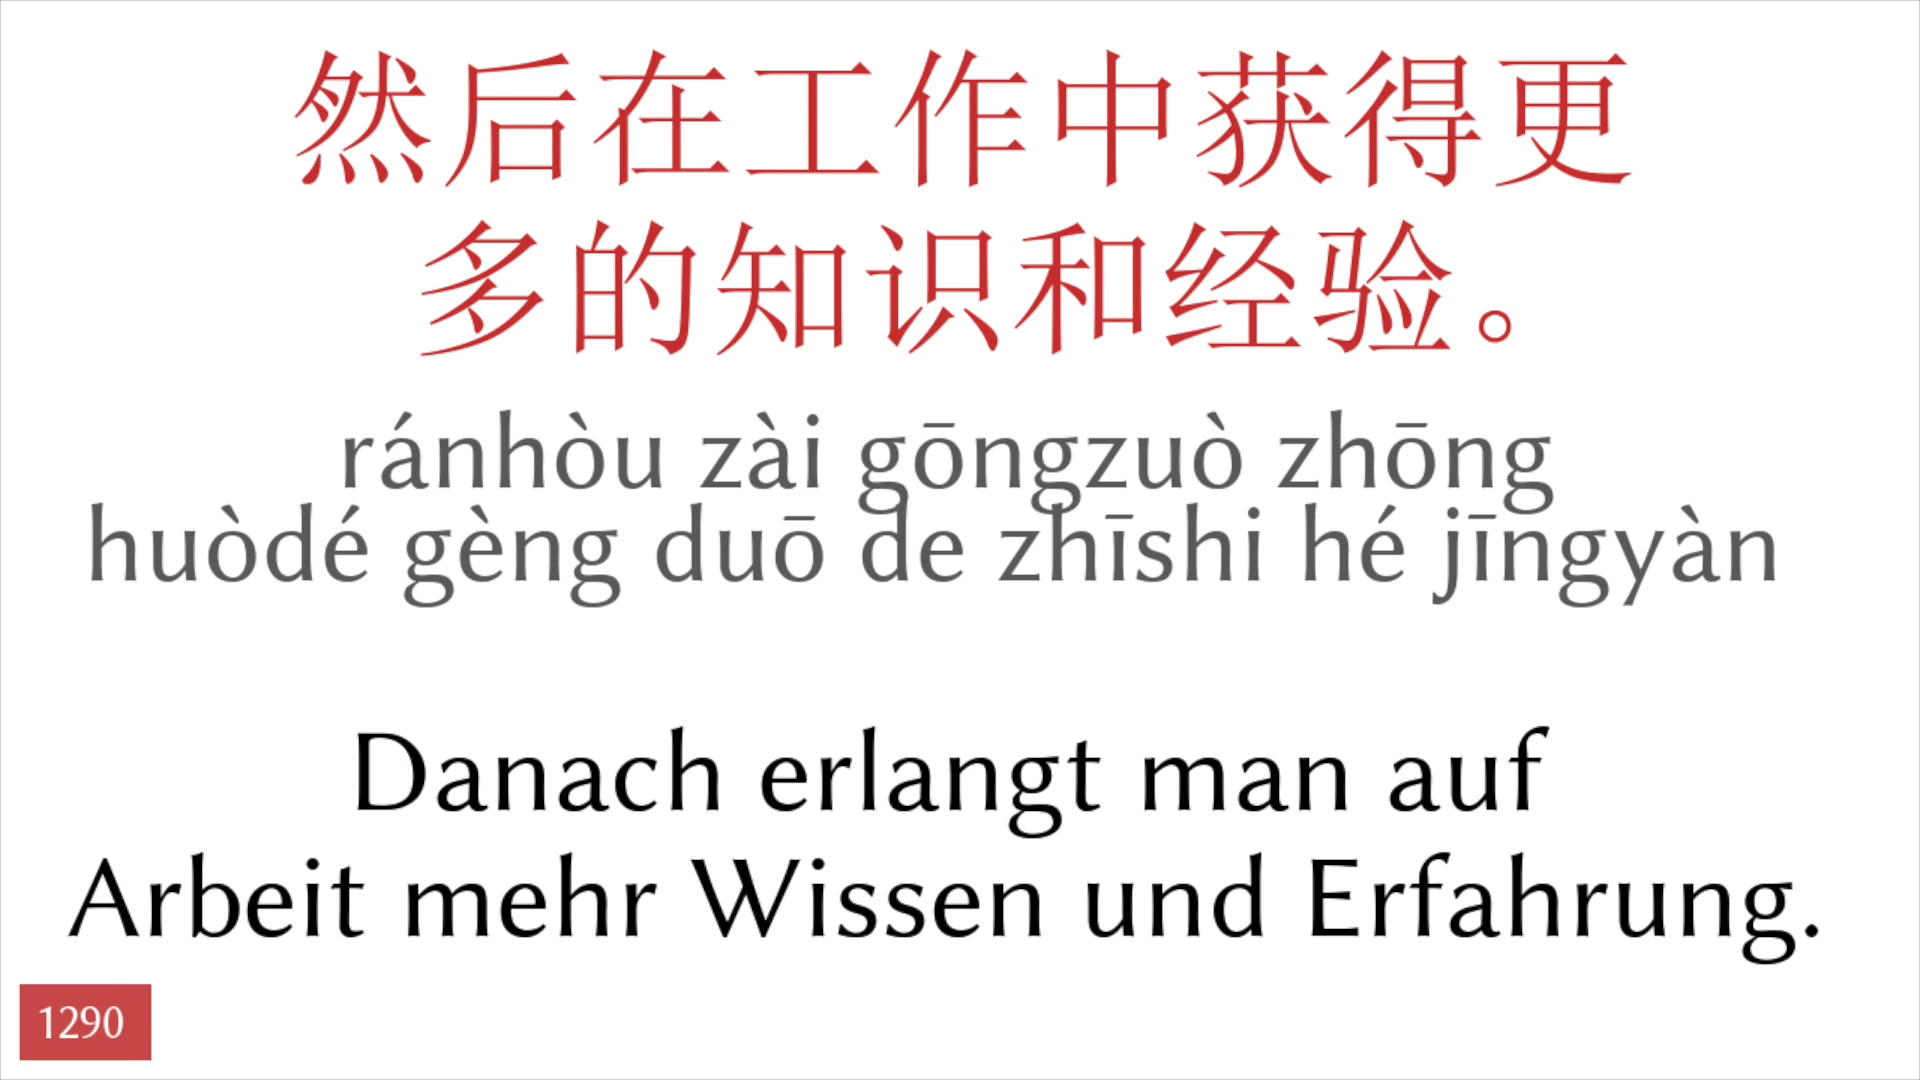 然后在工作中获得更
多的知识和经验。
ránhòu zài gōngzuò zhōng
huòdé gèng duō de zhīshi hé jīngyàn
Danach erlangt man auf
Arbeit mehr Wissen und Erfahrung.
1290